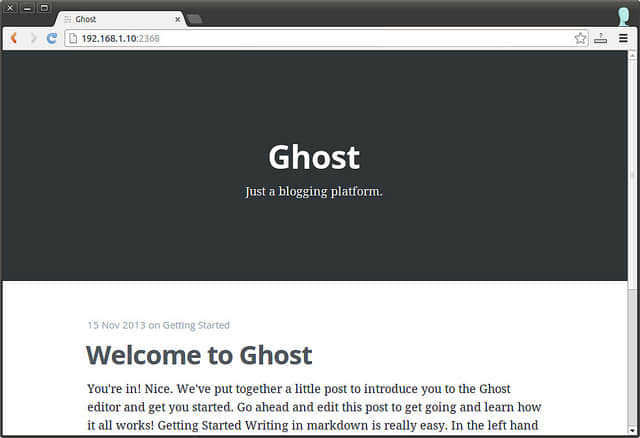 Ghost
192.168.1.10:2368
Ghost
Just a blogging platform.
15 Nov 2013 on Getting Started
Welcome to Ghost
You're in! Nice. We've put together a little post to introduce you to the Ghost
editor and get you started. Go ahead and edit this post to get going and learn how
it all works! Getting Started Writing in markdown is really easy. In the left hand